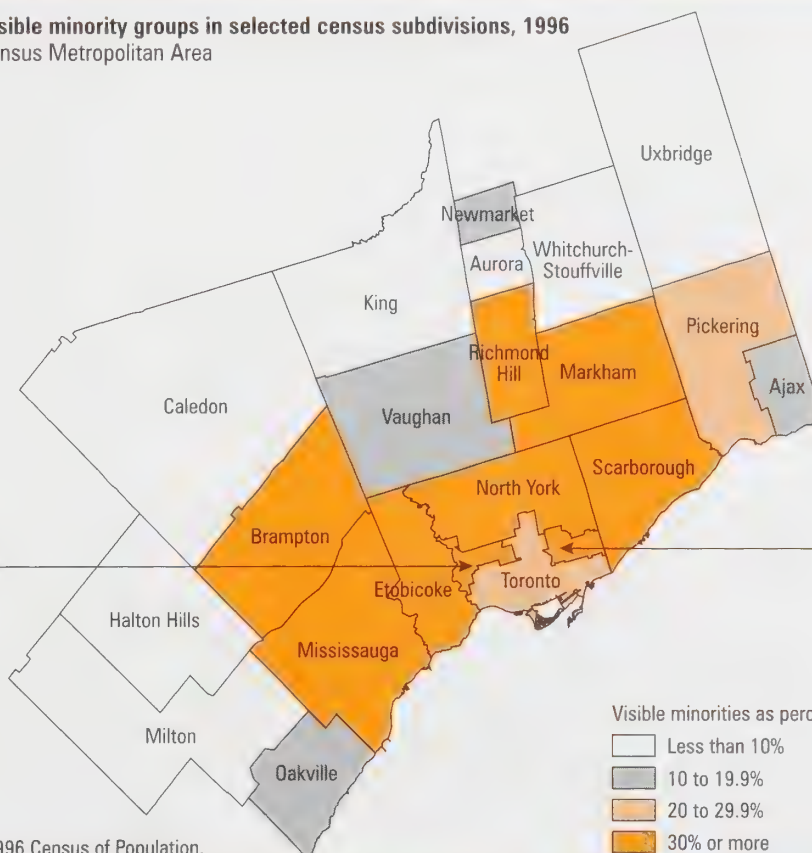 sible minority groups in selected census subdivisions, 1996
nsus Metropolitan Area
Uxbridge
Newmarket
Aurora
Whitchurch-
Stouffville
King
Pickering
Richmond
Hill
Markham
Ajax
Caledon
Vaughan
Scarborough
North York
Brampton
Etobicoke
Toronto
Halton Hills
Mississauga
Milton
Oakville
Visible minorities as perc
Less than 10%
10 to 19.9%
20 to 29.9%
30% or more
996 Census of Population.